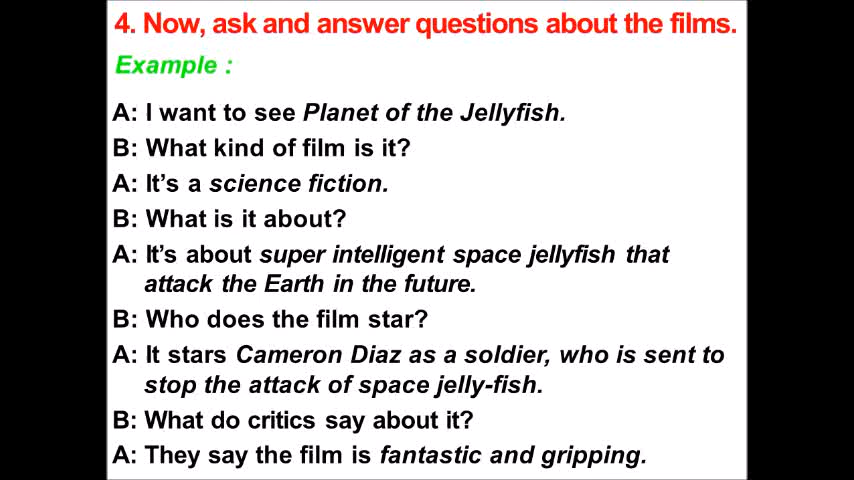 4. Now, ask and answer questions about the films.
Example :
A: I want to see Planet of the Jellyfish.
B: What kind of film is it?
A: It's a science fiction.
B: What is it about?
A: It's about super intelligent space jellyfish that
attack the Earth in the future.
B: Who does the film star?
A: It stars Cameron Diaz as a soldier, who is sent to
stop the attack of space jelly-fish.
B: What do critics say about it?
A: They say the film is fantastic and gripping.